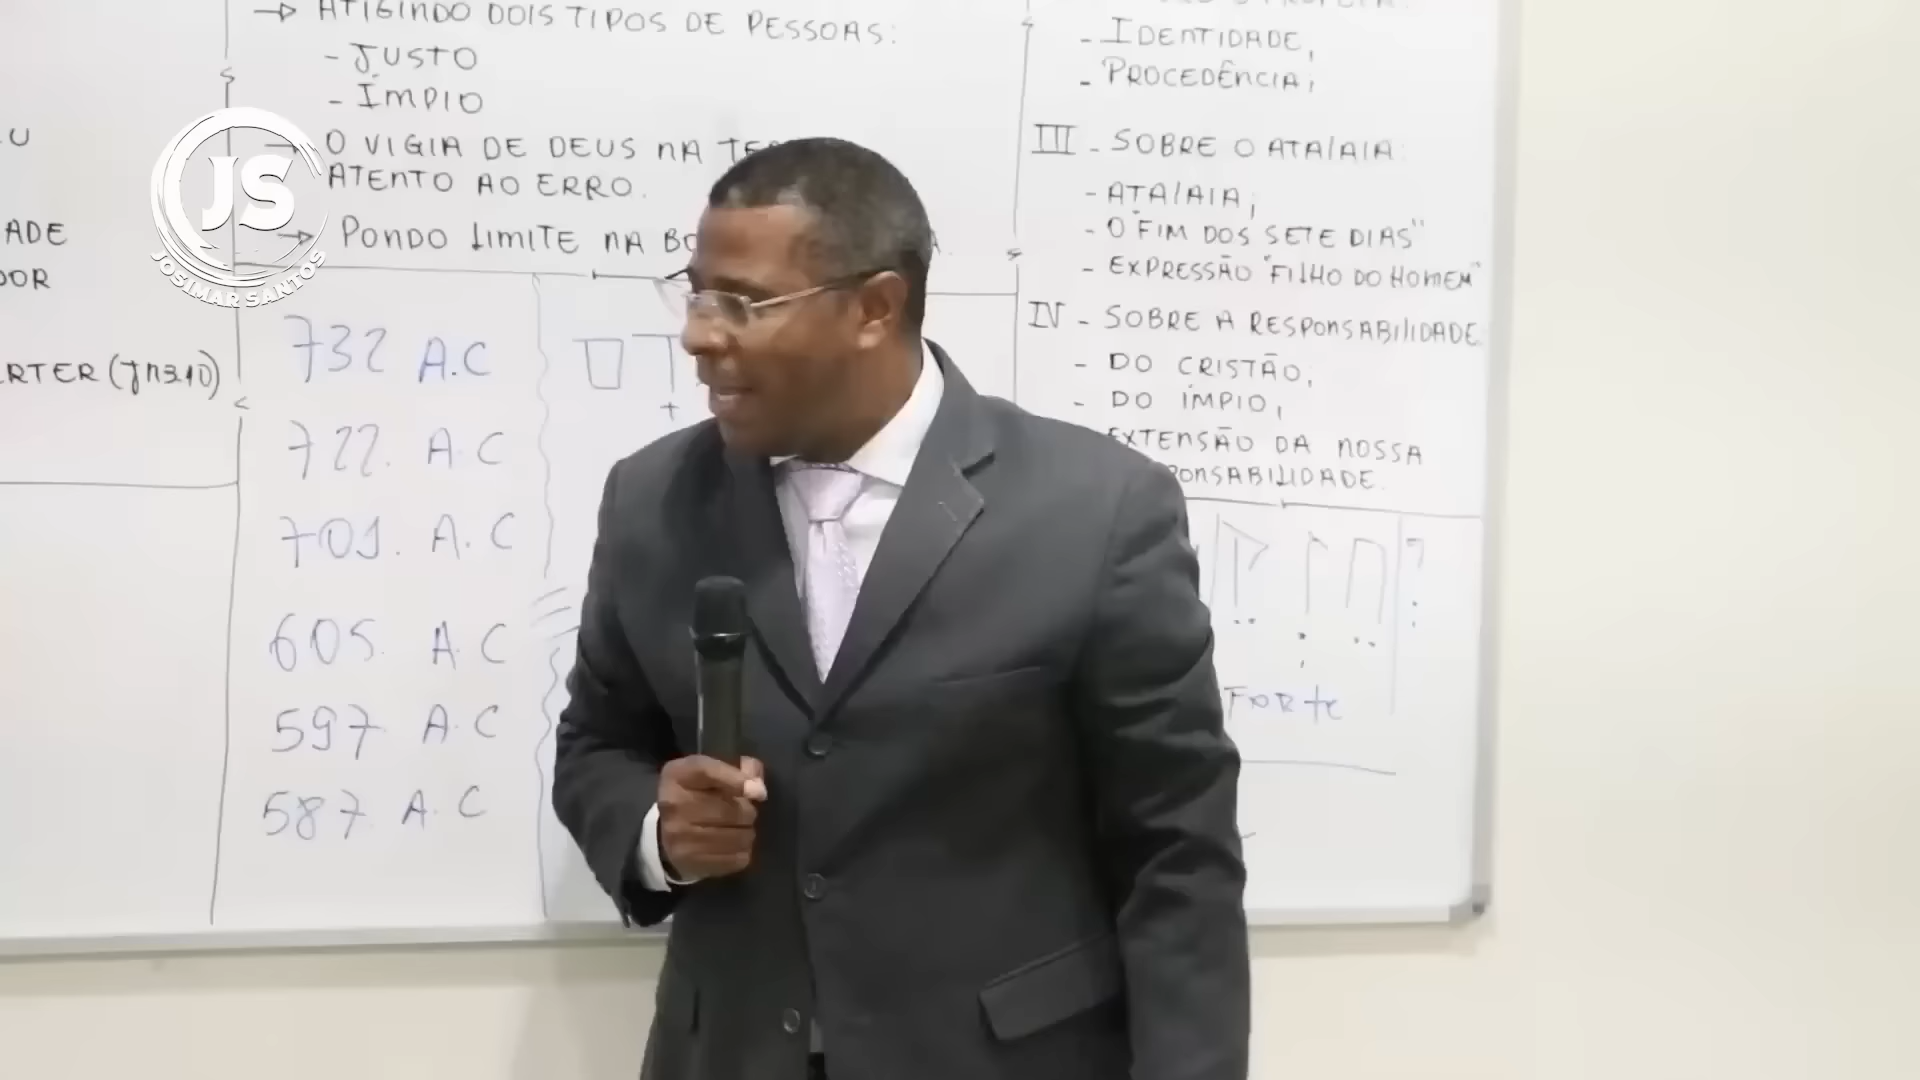 U
ADE
DOR
RTER (JN3.10)
→ ATIGINDO DOIS TIPOS DE PESSOAS:
- JUSTO
- ÍMPIO
→ O VIGIA DE DEUS NA
ATENTO AO ERRO.
→ PONDO LIMITE NA
732 A.C
722. A.C
701. A.C
605. A.C
597. A.C
587. A.C
- IDENTIDADE;
- PROCEDÊNCIA;
III - SOBRE O ATALAIA:
- ATALAIA;
- O "FIM DOS SETE DIAS"
- EXPRESSÃO "FILHO DO HOMEM"
IV - SOBRE A RESPONSABILIDADE:
- DO CRISTÃO;
- DO ÍMPIO;
EXTENSÃO DA NOSSA
PONSABILIDADE.
FORTE
JS
JOSIMAR SANTOS